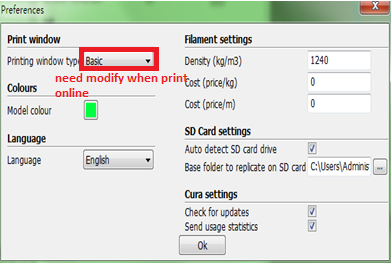 Preferences
Print window
Printing window type Basic
need modify when print
online
Colours
Model colour
Language
Language English
Filament settings
Density (kg/m3) 1240
Cost (price/kg) 0
Cost (price/m) 0
SD Card settings
Auto detect SD card drive
Base folder to replicate on SD card C:\Users\Adminis ...
Cura settings
Check for updates
Send usage statistics
Ok